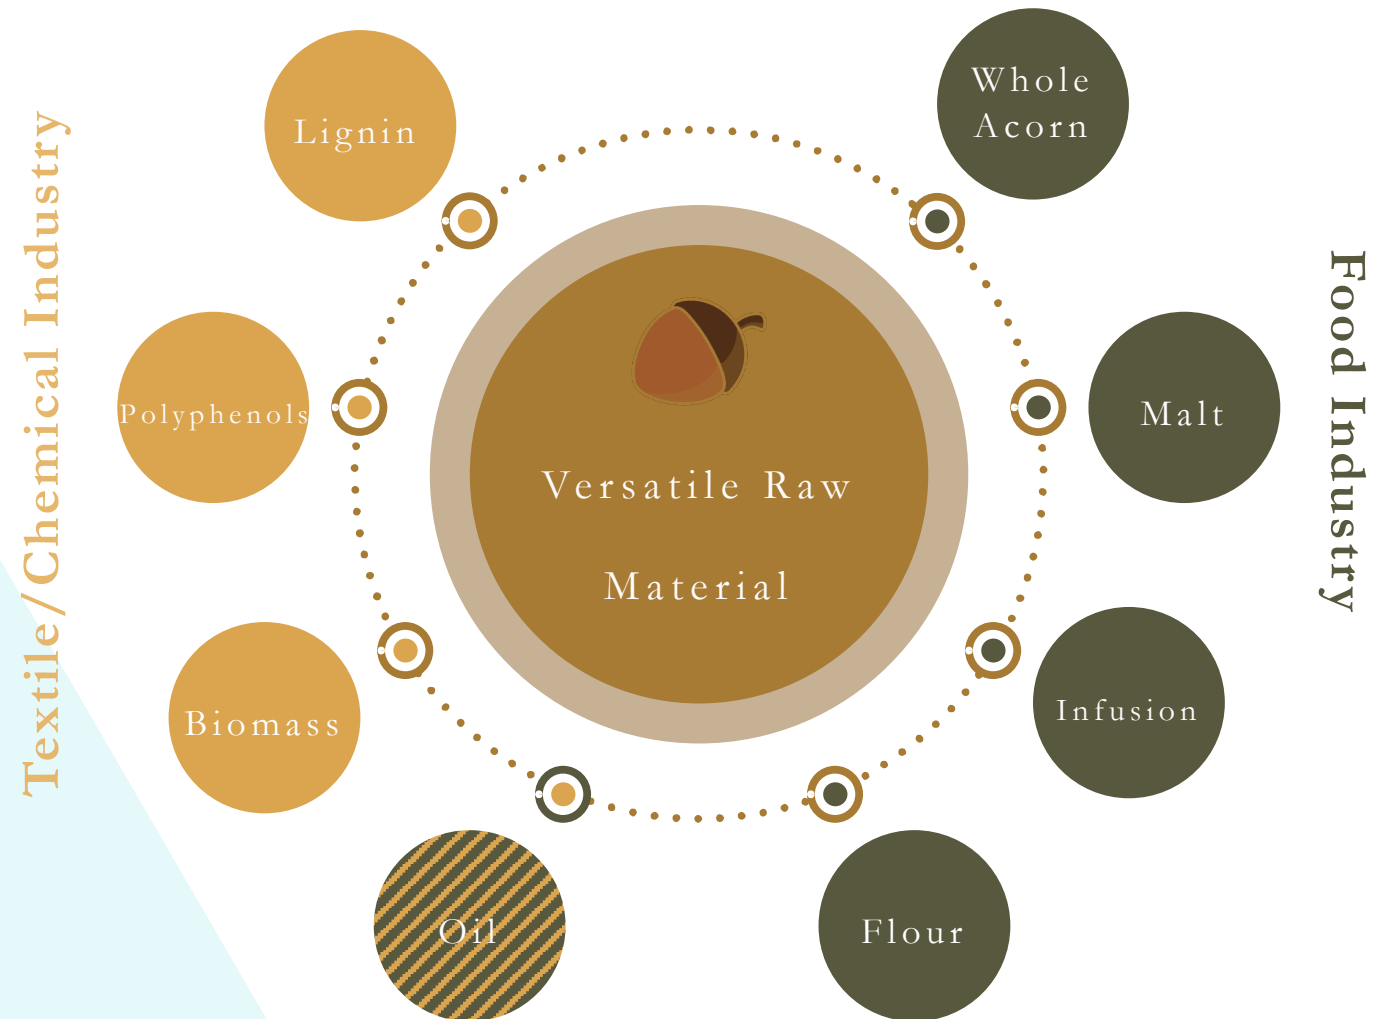 Textile/Chemical Industry
Lignin
Polyphenols
Biomass
Oil
Versatile Raw
Material
Whole
Acorn
Malt
Infusion
Flour
Food Industry